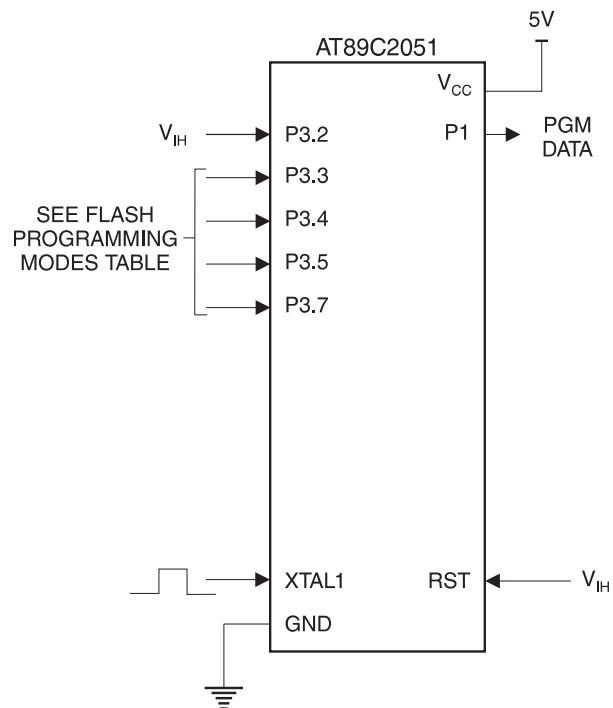 5V
AT89C2051
VCC
VIH
P3.2
P1
PGM
DATA
P3.3
SEE FLASH
PROGRAMMING
MODES TABLE
P3.4
P3.5
P3.7
XTAL1
RST
VIH
GND